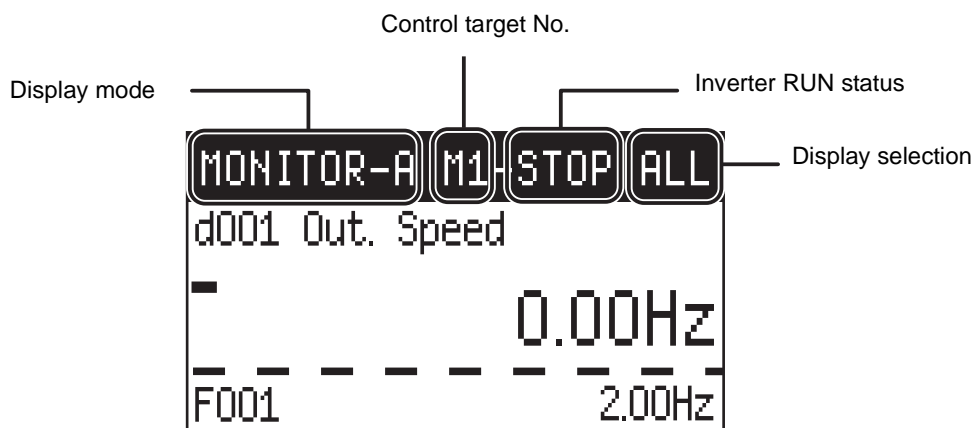 Control target No.
Display mode
Inverter RUN status
Display selection
MONITOR-A M1-STOP ALL
d001 Out. Speed
0.00Hz
F001 2.00Hz